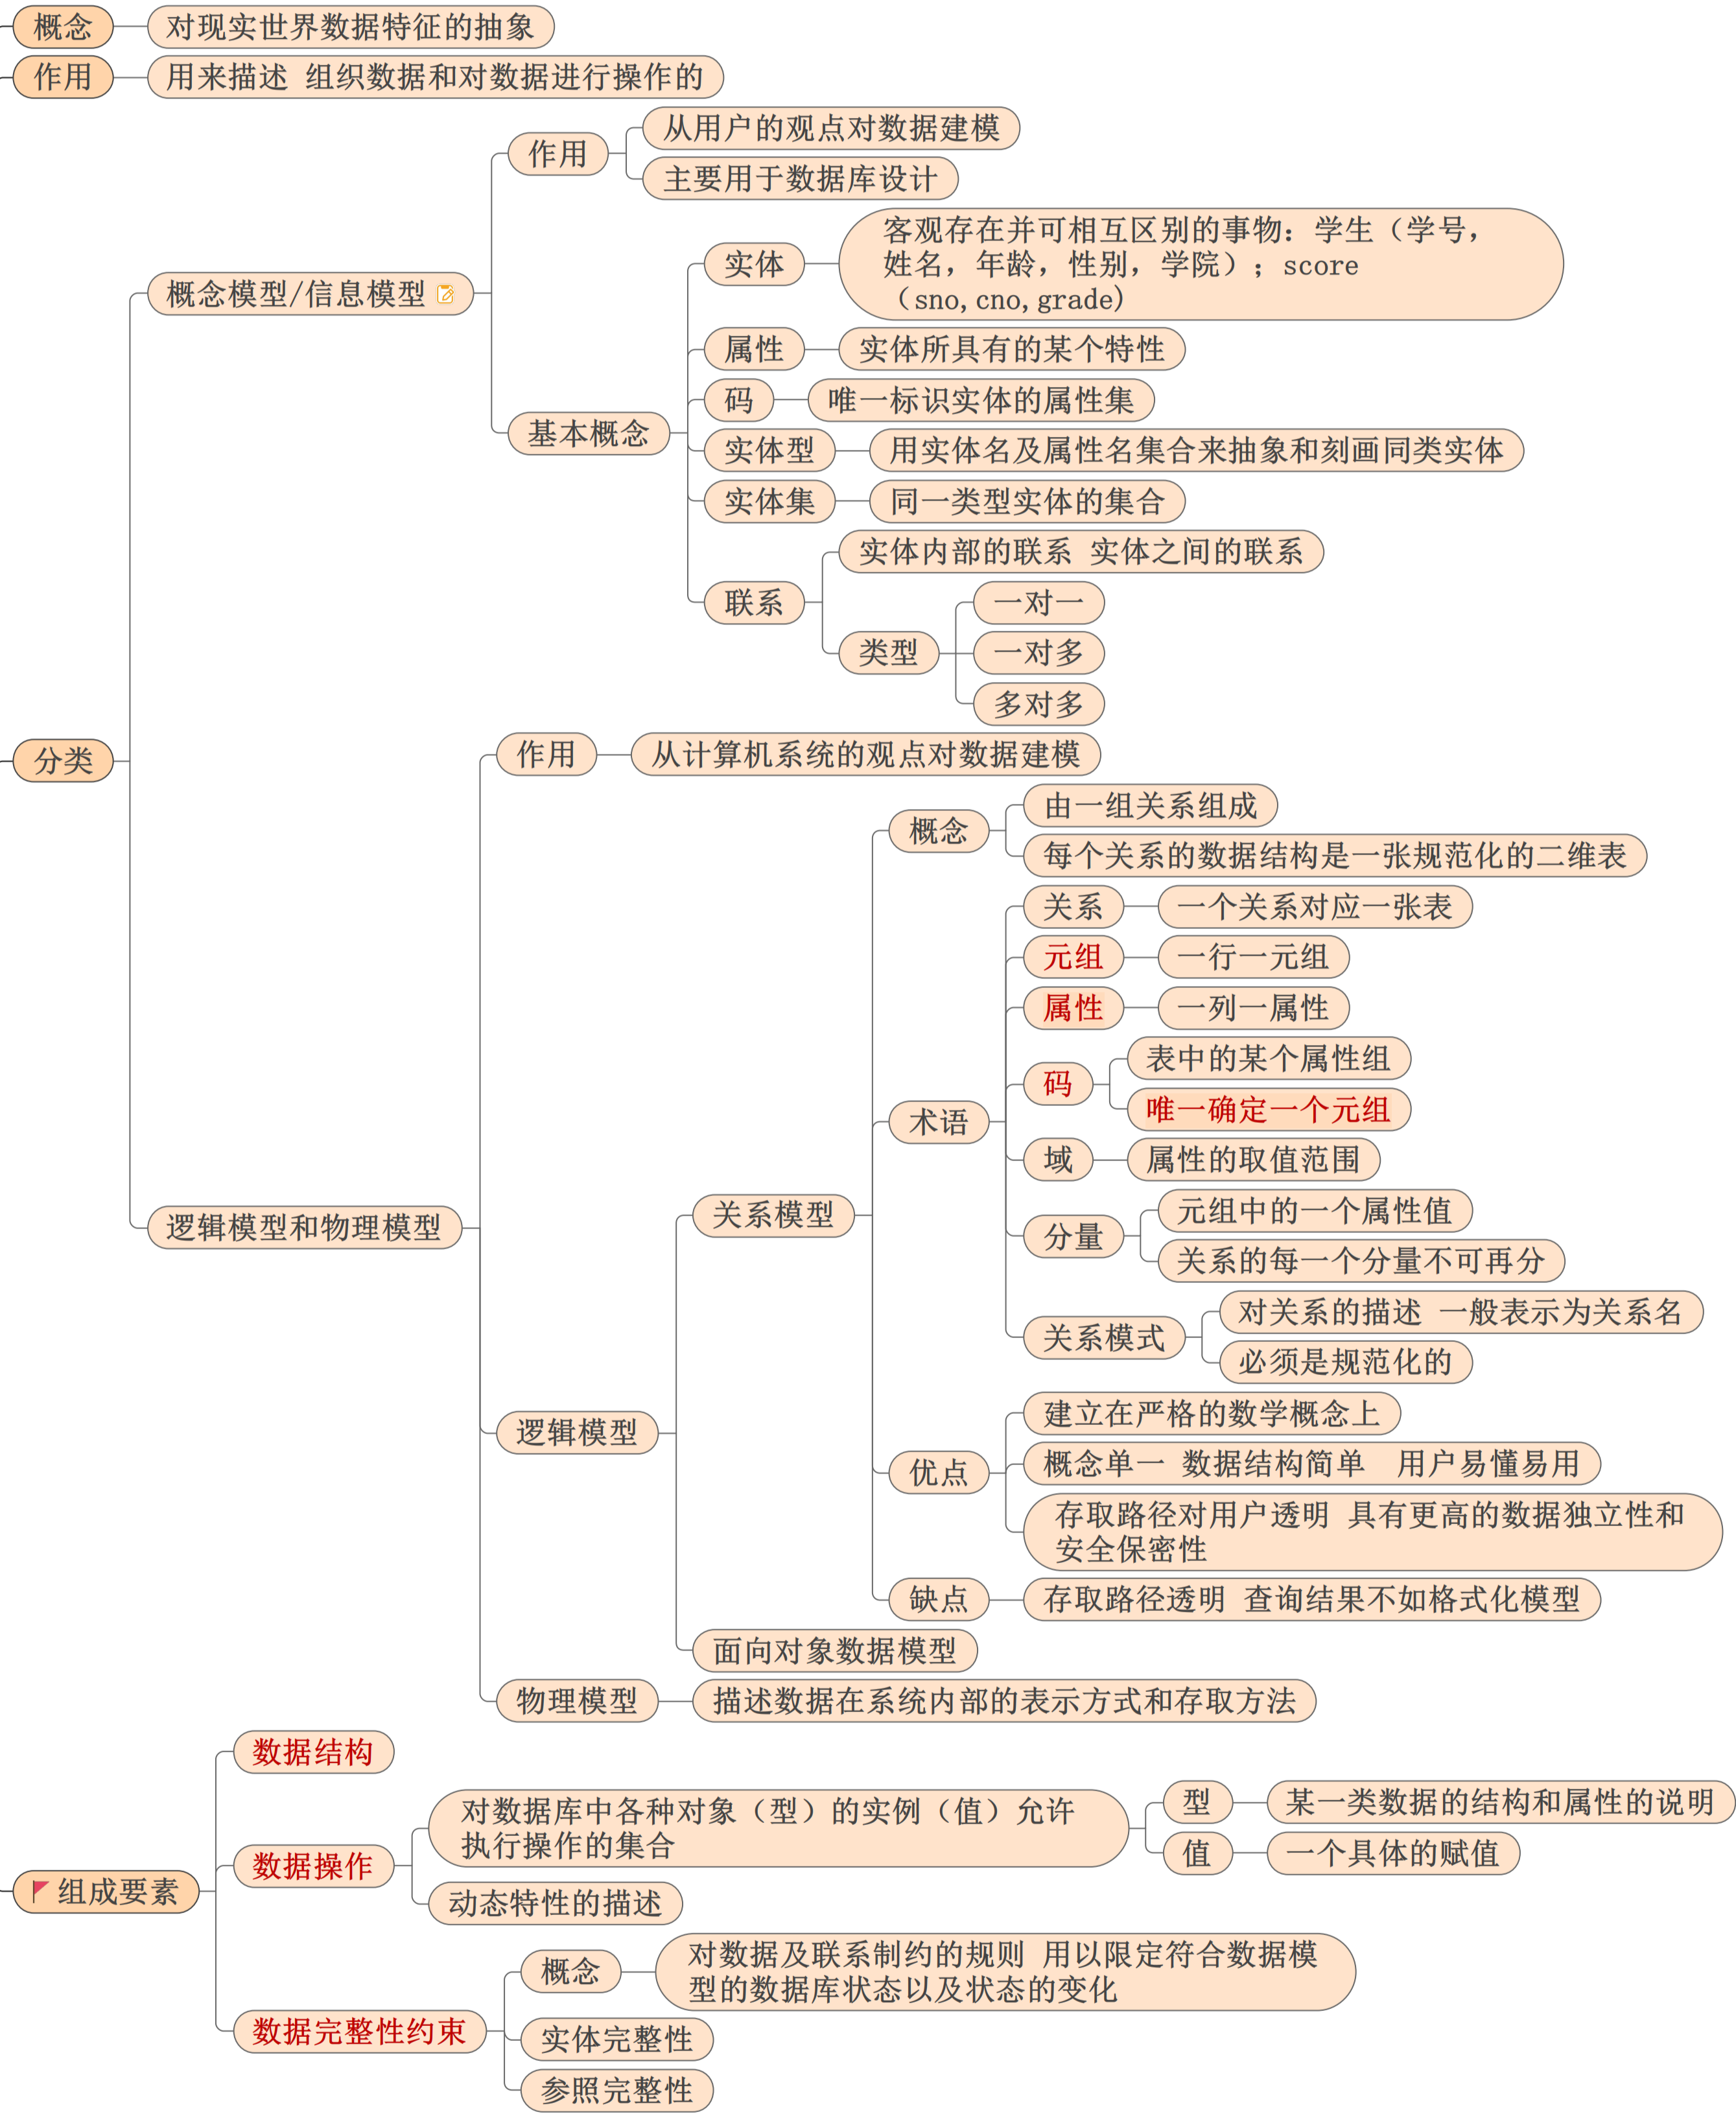 概念
对现实世界数据特征的抽象
作用
用来描述 组织数据和对数据进行操作的
分类
概念模型/信息模型
作用
从用户的观点对数据建模
主要用于数据库设计
基本概念
实体
客观存在并可相互区别的事物：学生（学号，
姓名，年龄，性别，学院）；score
（sno,cno,grade)
属性
实体所具有的某个特性
码
唯一标识实体的属性集
实体型
用实体名及属性名集合来抽象和刻画同类实体
实体集
同一类型实体的集合
联系
实体内部的联系 实体之间的联系
类型
一对一
一对多
多对多
逻辑模型和物理模型
作用
从计算机系统的观点对数据建模
逻辑模型
关系模型
概念
由一组关系组成
每个关系的数据结构是一张规范化的二维表
术语
关系
一个关系对应一张表
元组
一行一元组
属性
一列一属性
码
表中的某个属性组
唯一确定一个元组
域
属性的取值范围
分量
元组中的一个属性值
关系的每一个分量不可再分
关系模式
对关系的描述 一般表示为关系名
必须是规范化的
优点
建立在严格的数学概念上
概念单一 数据结构简单 用户易懂易用
存取路径对用户透明 具有更高的数据独立性和
安全保密性
缺点
存取路径透明 查询结果不如格式化模型
面向对象数据模型
物理模型
描述数据在系统内部的表示方式和存取方法
组成要素
数据结构
数据操作
对数据库中各种对象（型）的实例（值）允许
执行操作的集合
型
某一类数据的结构和属性的说明
值
一个具体的赋值
动态特性的描述
数据完整性约束
概念
对数据及联系制约的规则 用以限定符合数据模
型的数据库状态以及状态的变化
实体完整性
参照完整性